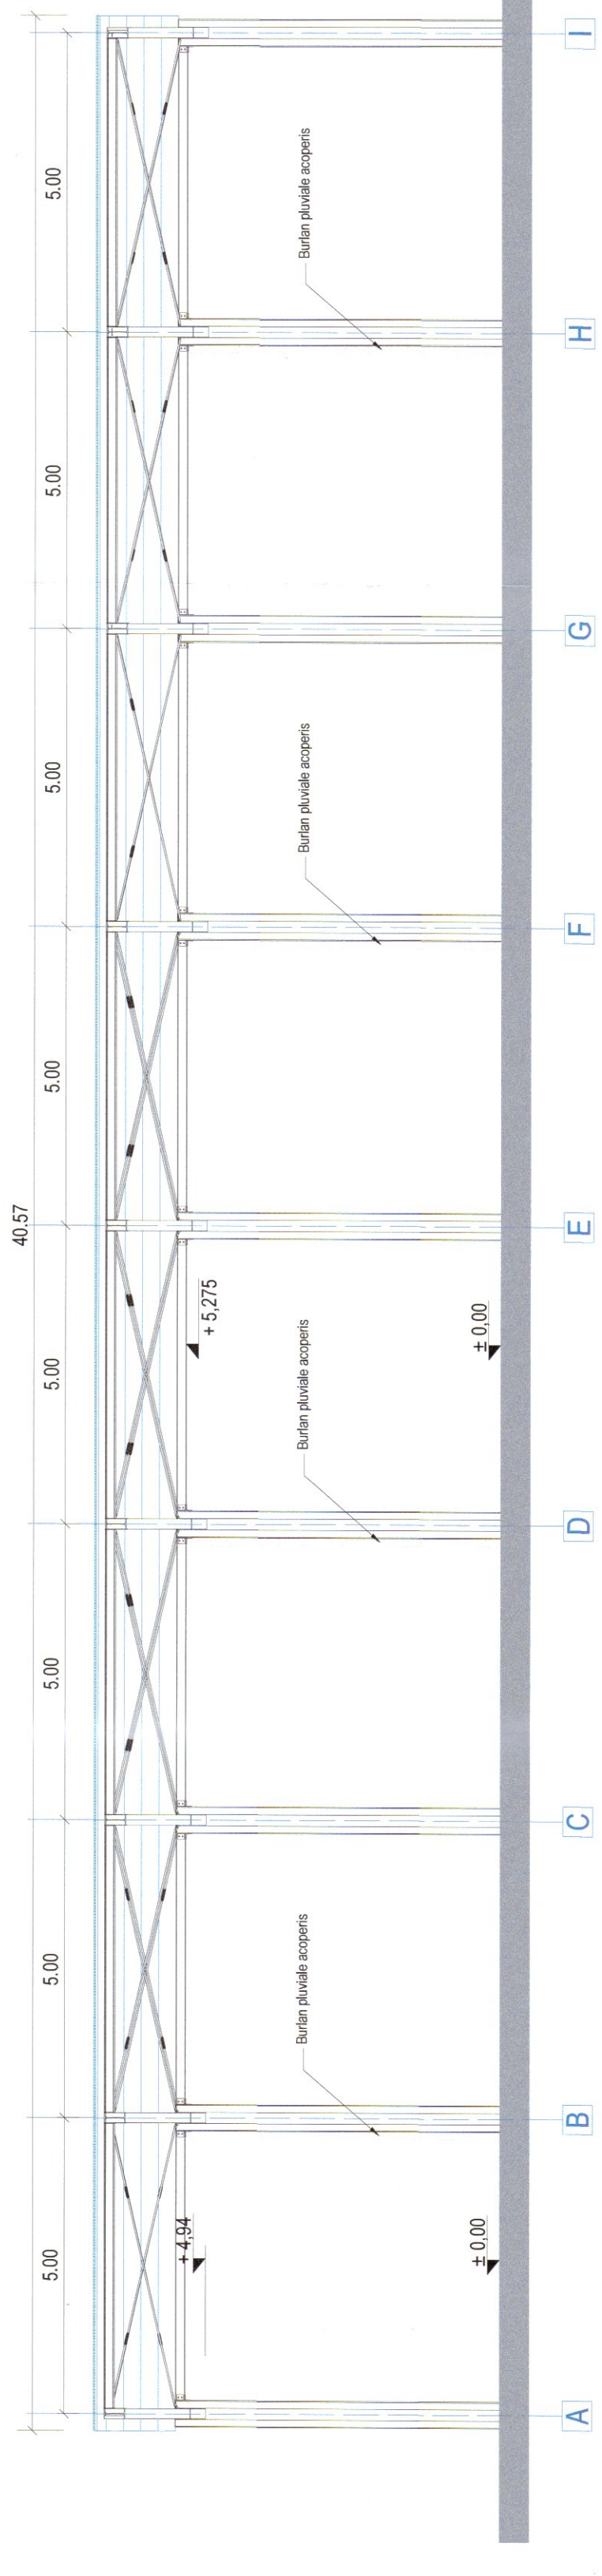 40.57
5.00
5.00
5.00
5.00
5.00
5.00
5.00
5.00
+ 4,94
+ 5,275
Burlan pluviale acoperis
Burlan pluviale acoperis
Burlan pluviale acoperis
Burlan pluviale acoperis
± 0,00
± 0,00
A
B
C
D
E
F
G
H
I